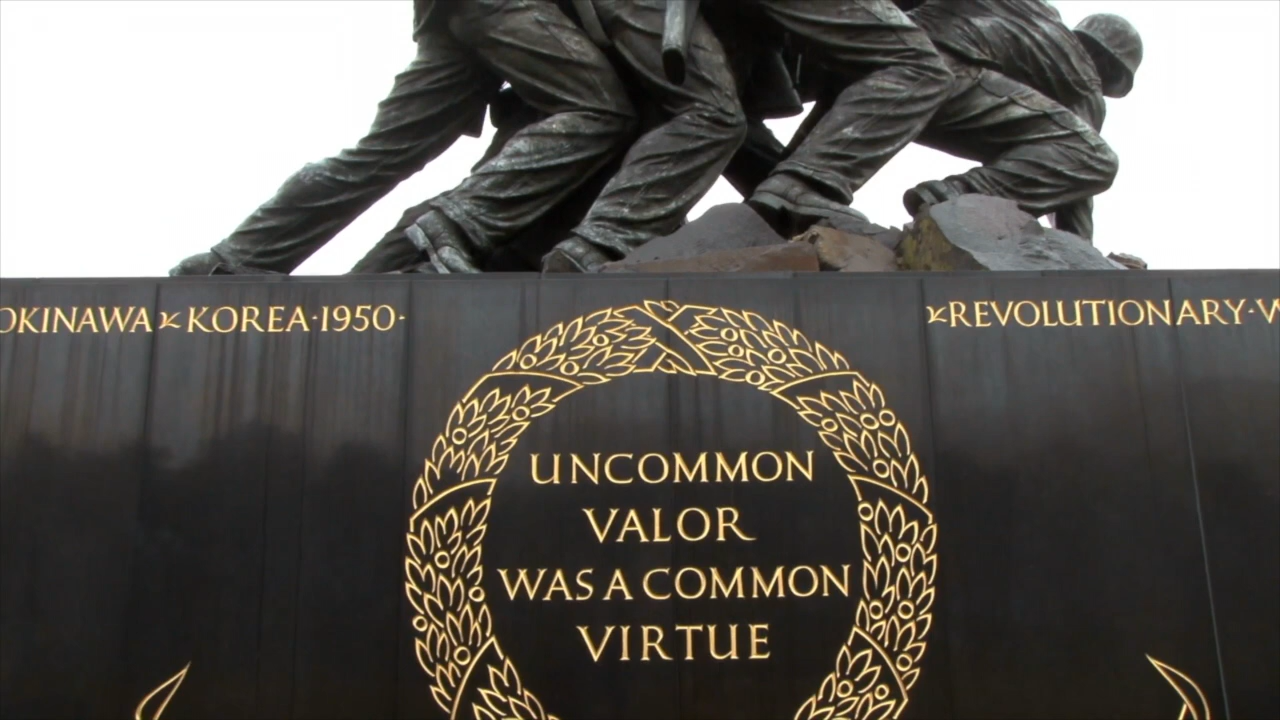 OKINAWA KOREA·1950·
REVOLUTIONARY·
UNCOMMON
VALOR
WAS A COMMON
VIRTUE